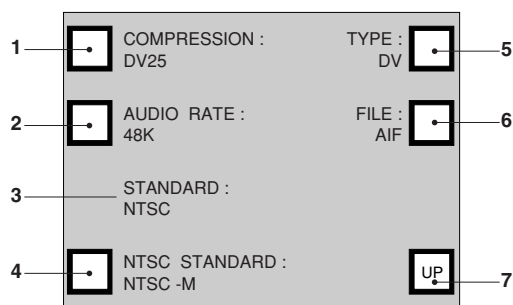 1
COMPRESSION :
DV25
TYPE :
DV
5
2
AUDIO RATE :
48K
FILE :
AIF
6
3
STANDARD :
NTSC
4
NTSC STANDARD :
NTSC -M
UP
7